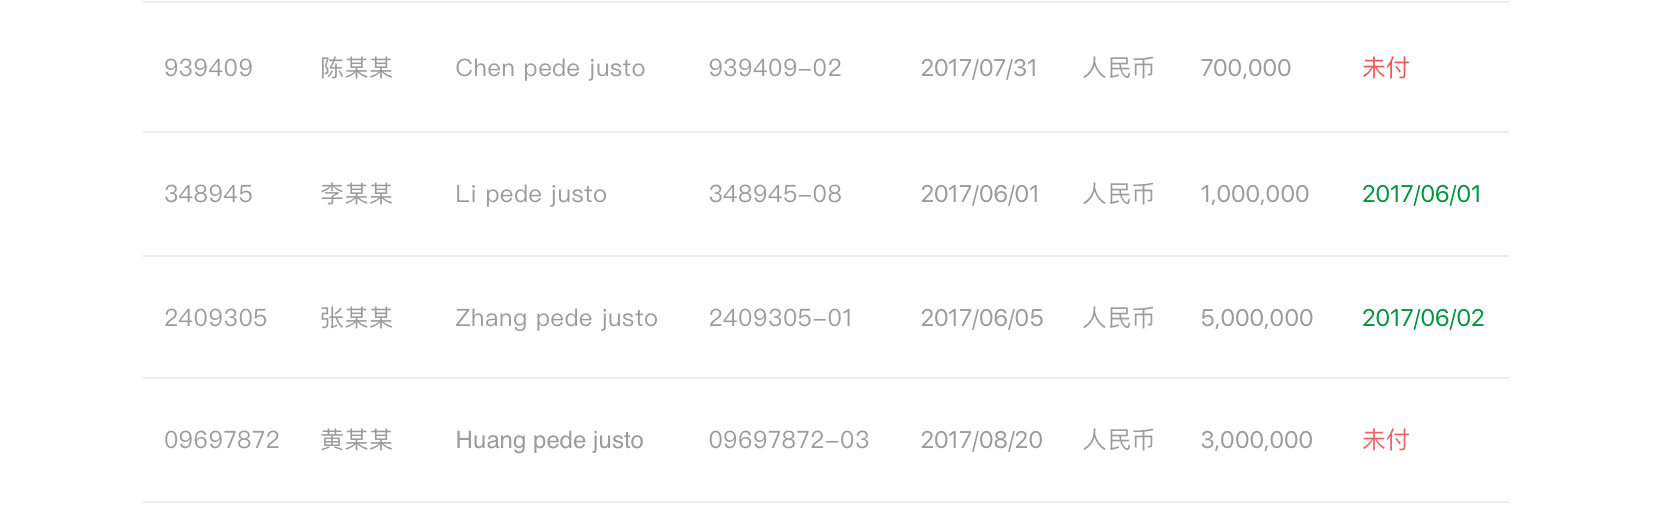 939409 陈某某 Chen pede justo 939409-02 2017/07/31 人民币 700,000 未付
348945 李某某 Li pede justo 348945-08 2017/06/01 人民币 1,000,000 2017/06/01
2409305 张某某 Zhang pede justo 2409305-01 2017/06/05 人民币 5,000,000 2017/06/02
09697872 黄某某 Huang pede justo 09697872-03 2017/08/20 人民币 3,000,000 未付